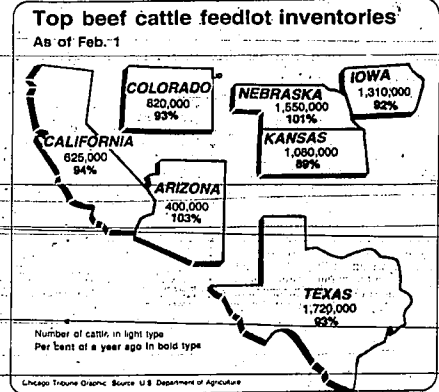 Top beef cattle feedlot inventories
As of Feb. 1
COLORADO
820,000
93%
NEBRASKA
1,550,000
101%
IOWA
1,310,000
92%
KANSAS
1,080,000
89%
CALIFORNIA
625,000
94%
ARIZONA
400,000
103%
TEXAS
1,720,000
93%
Number of cattle in light type
Per cent of a year ago in bold type
Chicago Tribune Graphic Source U.S. Department of Agriculture